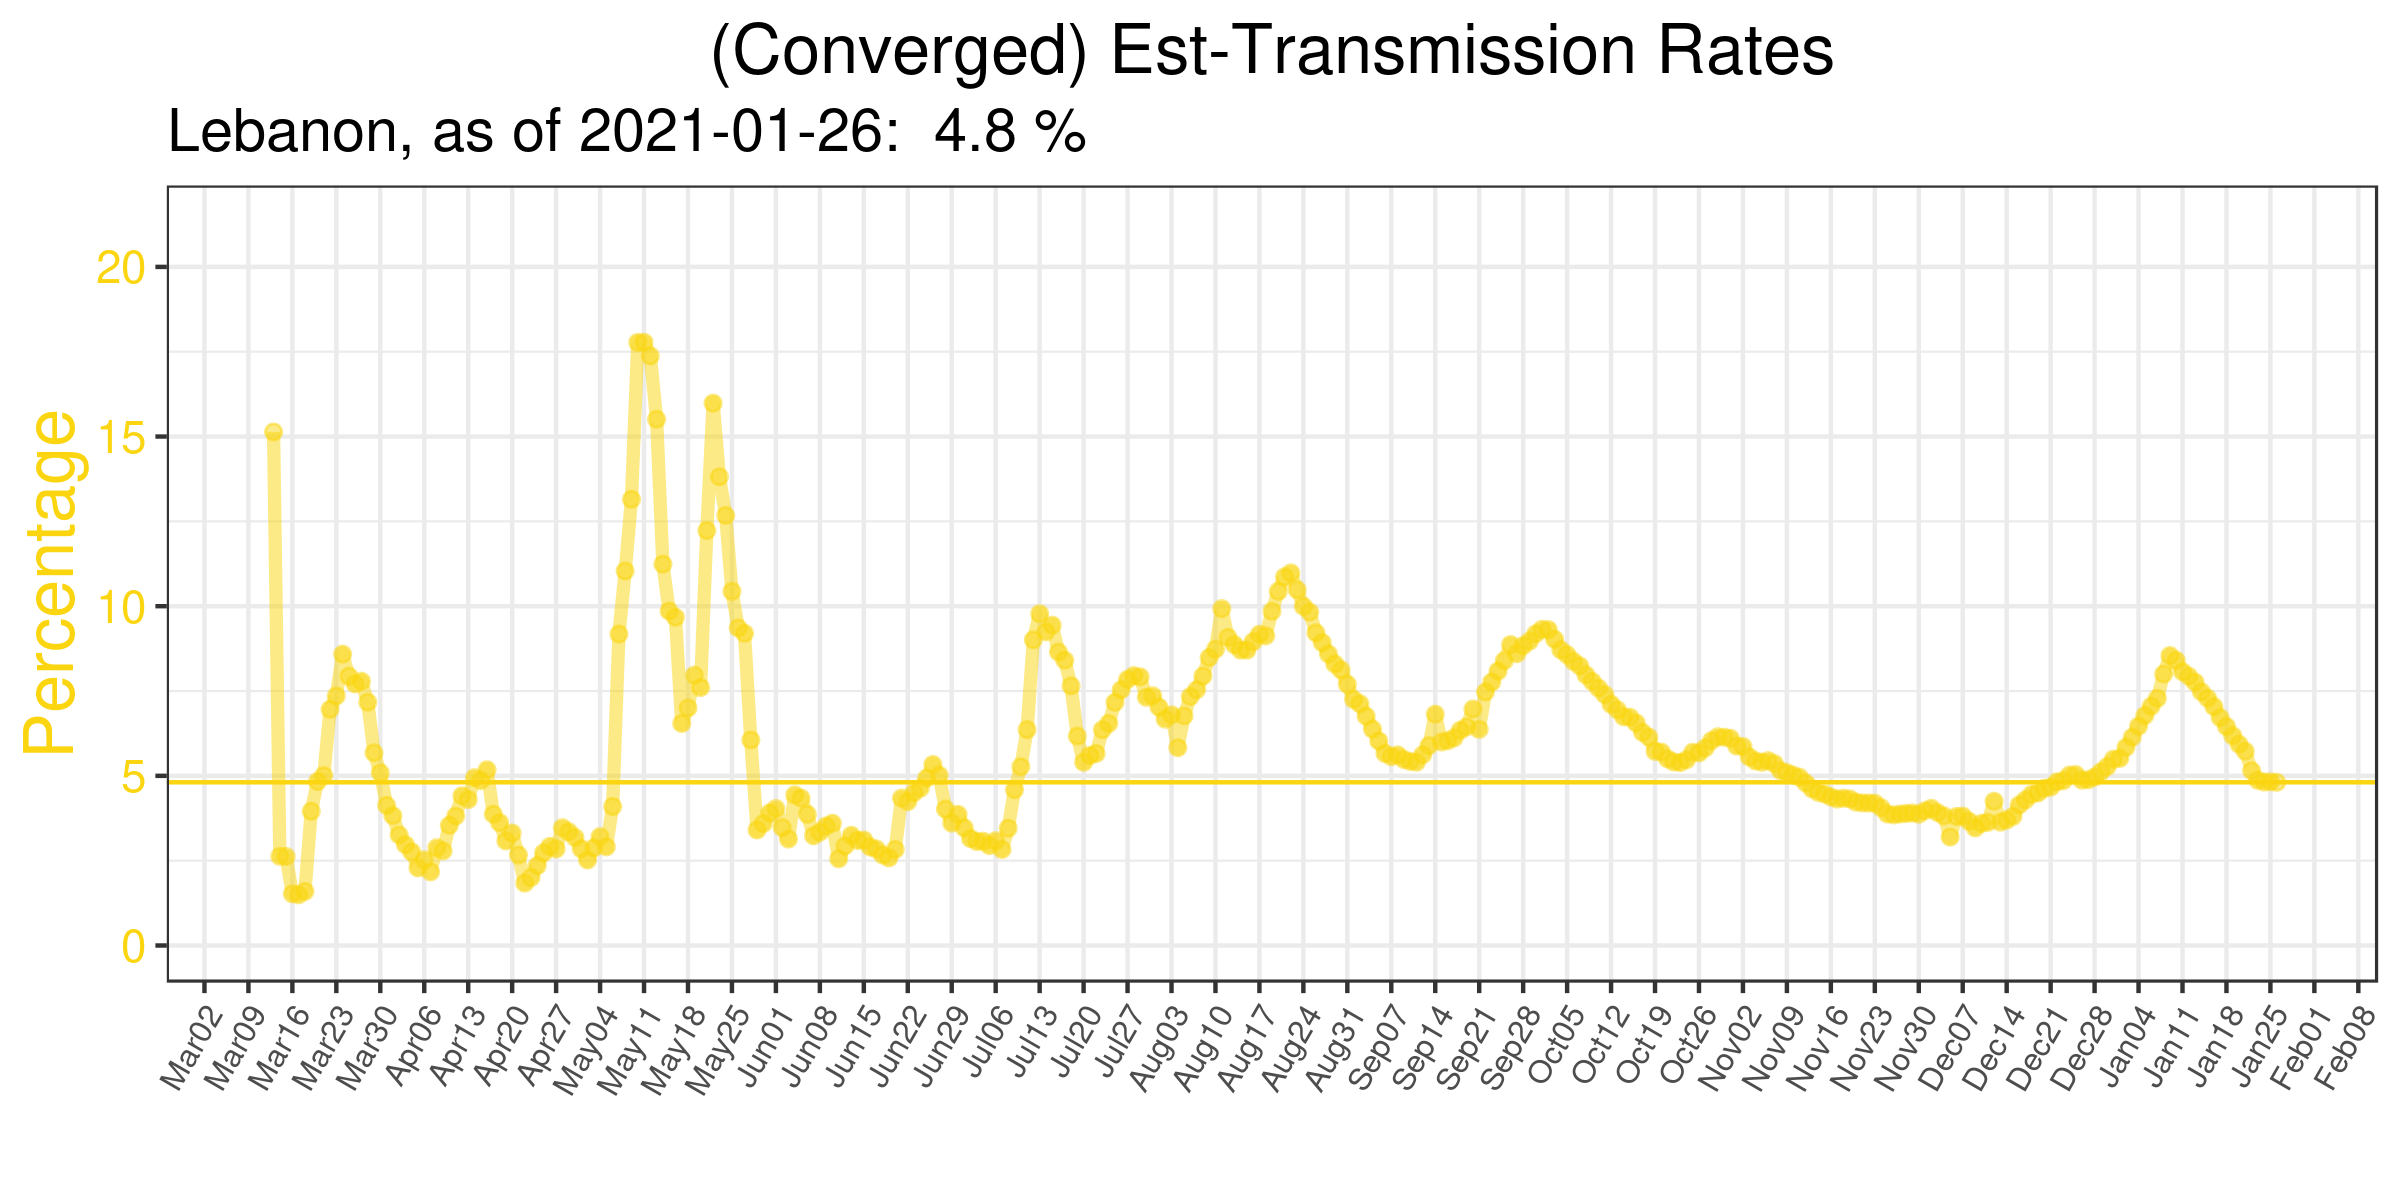 (Converged) Est-Transmission Rates
Lebanon, as of 2021-01-26:  4.8 %
Percentage
20
15
10
5
0
Mar02
Mar09
Mar16
Mar23
Mar30
Apr06
Apr13
Apr20
Apr27
May04
May11
May18
May25
Jun01
Jun08
Jun15
Jun22
Jun29
Jul06
Jul13
Jul20
Jul27
Aug03
Aug10
Aug17
Aug24
Aug31
Sep07
Sep14
Sep21
Sep28
Oct05
Oct12
Oct19
Oct26
Nov02
Nov09
Nov16
Nov23
Nov30
Dec07
Dec14
Dec21
Dec28
Jan04
Jan11
Jan18
Jan25
Feb01
Feb08